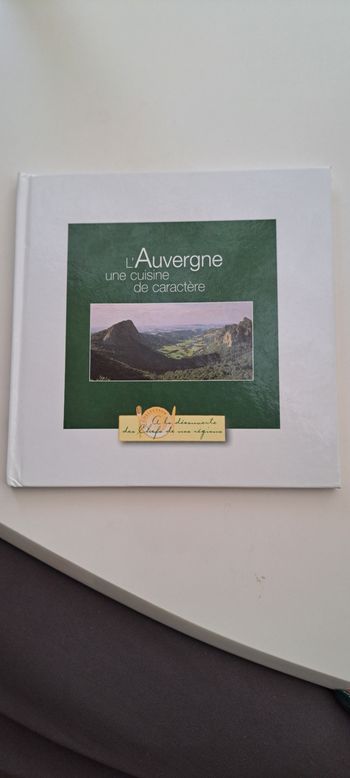 L'Auvergne
une cuisine
de caractère
A la découverte
des Chefs de nos régions